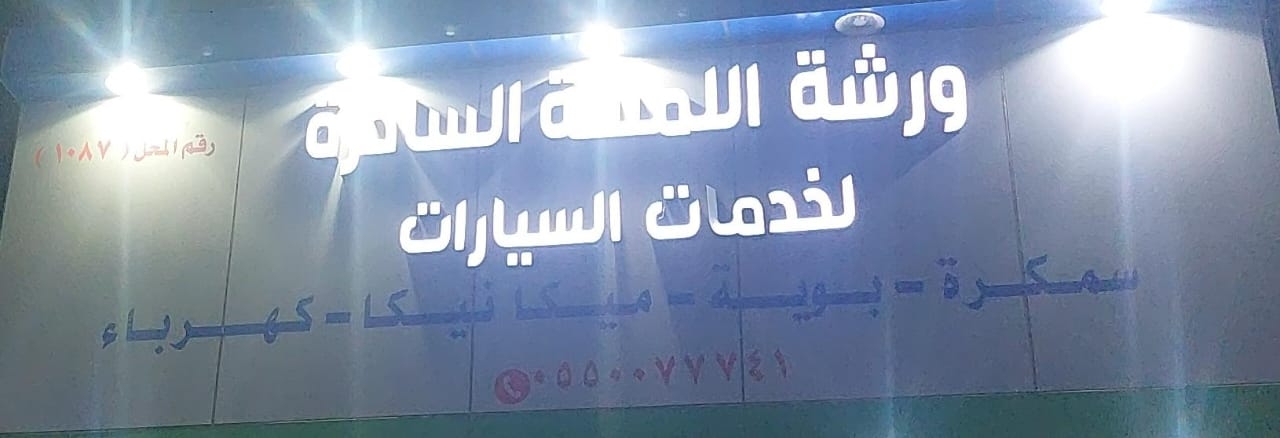 ورشة اللمسة الساحرة
رقم المحل ( ١٠٨٧ )
لخدمات السيارات
سمكرة - بوية - ميكانيكا - كهرباء
٠٥٥٠٠٧٧٧٤١